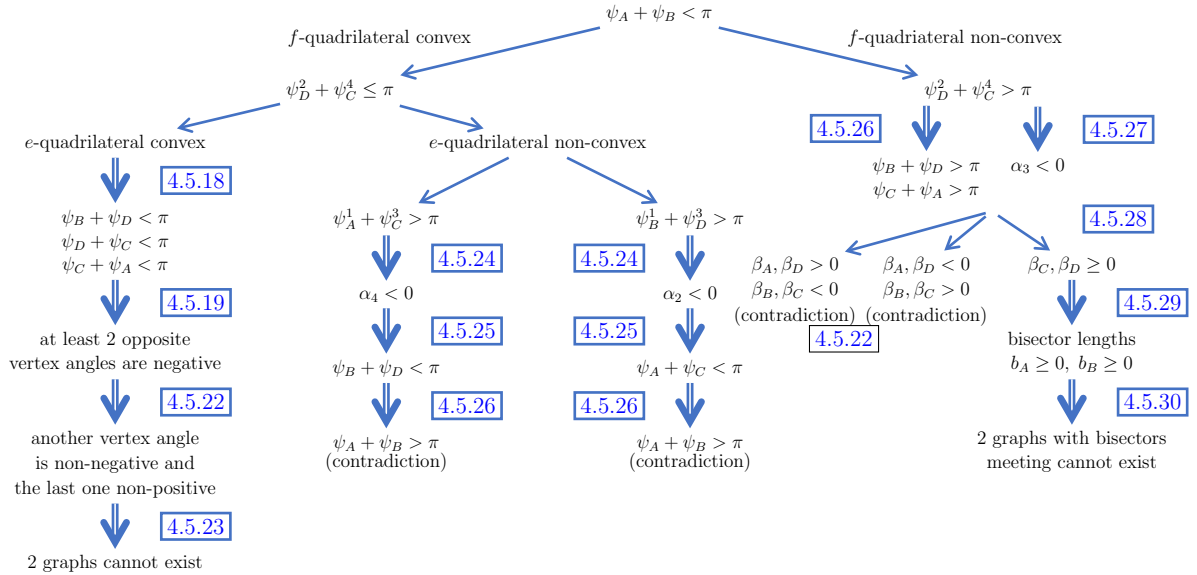 ψ_A + ψ_B < π
f-quadrilateral convex
f-quadriateral non-convex
ψ_D^2 + ψ_C^4 ≤ π
ψ_D^2 + ψ_C^4 > π
e-quadrilateral convex
e-quadrilateral non-convex
4.5.26
4.5.27
4.5.18
ψ_B + ψ_D > π
ψ_C + ψ_A > π
α_3 < 0
ψ_B + ψ_D < π
ψ_D + ψ_C < π
ψ_C + ψ_A < π
ψ_A^1 + ψ_C^3 > π
ψ_B^1 + ψ_D^3 > π
4.5.28
4.5.24
4.5.24
β_A, β_D > 0
β_B, β_C < 0
(contradiction)
β_A, β_D < 0
β_B, β_C > 0
(contradiction)
β_C, β_D ≥ 0
4.5.22
4.5.19
α_4 < 0
α_2 < 0
4.5.29
at least 2 opposite
vertex angles are negative
4.5.25
4.5.25
bisector lengths
b_A ≥ 0, b_B ≥ 0
ψ_B + ψ_D < π
ψ_A + ψ_C < π
4.5.22
4.5.26
4.5.26
4.5.30
another vertex angle
is non-negative and
the last one non-positive
ψ_A + ψ_B > π
(contradiction)
ψ_A + ψ_B > π
(contradiction)
2 graphs with bisectors
meeting cannot exist
4.5.23
2 graphs cannot exist